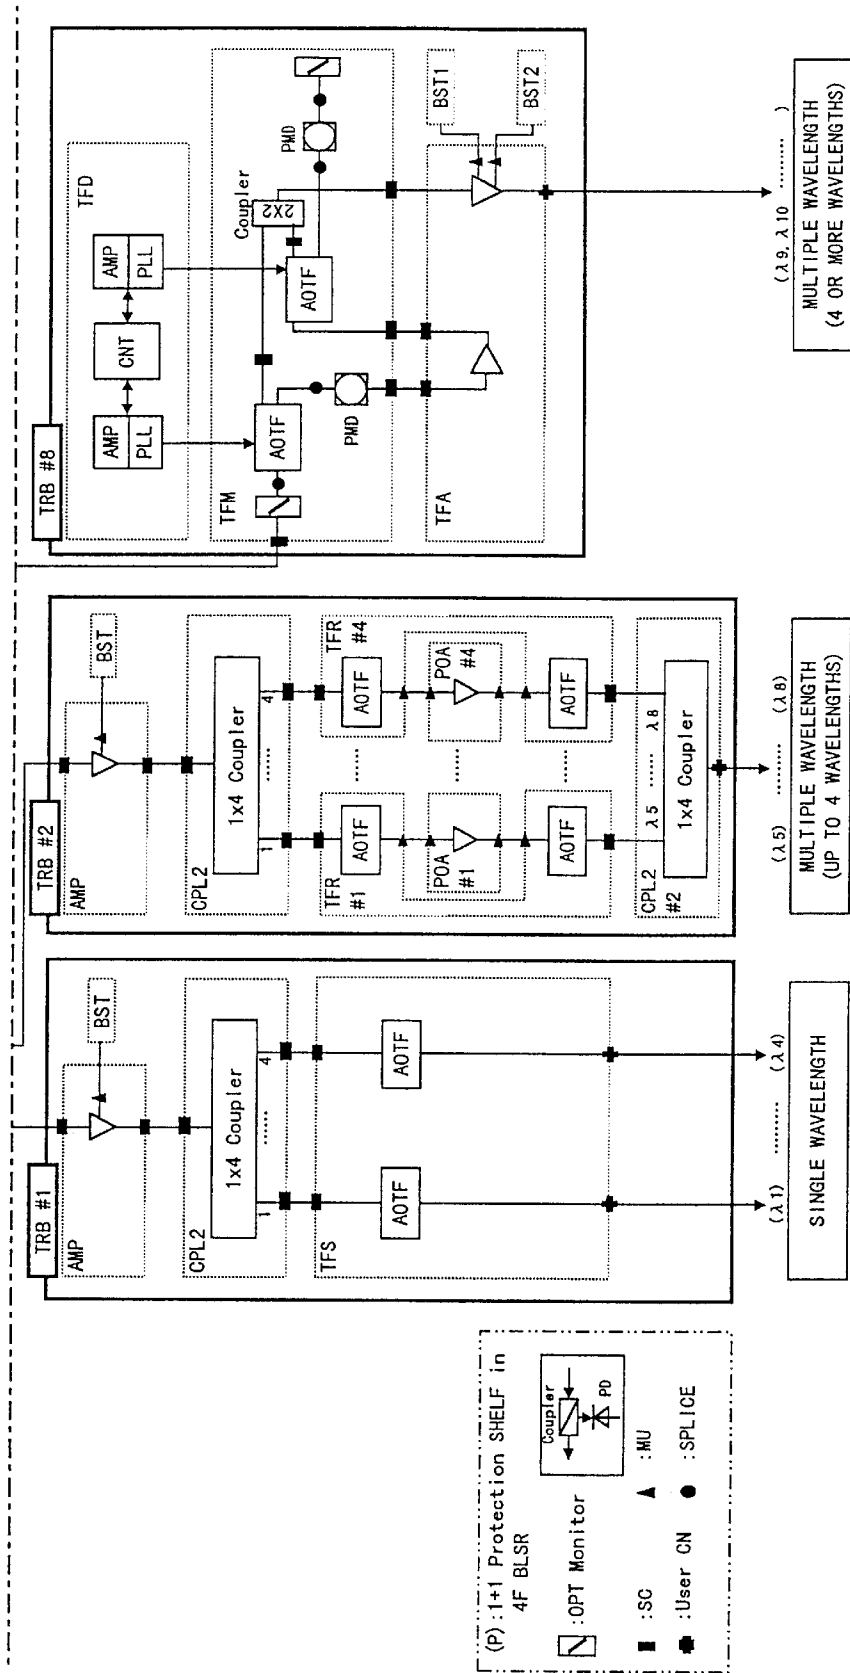 (P) :1+1 Protection SHELF in
4F BLSR
:OPT Monitor
Coupler
PD
:SC
:MU
:User CN
:SPLICE
TRB #1
AMP
BST
CPL2
1x4 Coupler
1 ...... 4
TFS
AOTF
AOTF
(λ1) ........ (λ4)
SINGLE WAVELENGTH
TRB #2
AMP
BST
CPL2
1x4 Coupler
1 ...... 4
TFR
#1
AOTF
TFR
#4
AOTF
POA
#1
POA
#4
AOTF
AOTF
CPL2
#2
λ5 ...... λ8
1x4 Coupler
(λ5) ........ (λ8)
MULTIPLE WAVELENGTH
(UP TO 4 WAVELENGTHS)
TRB #8
TFD
AMP
PLL
CNT
AMP
PLL
TFM
AOTF
PMD
AOTF
Coupler
2X2
PMD
TFA
BST1
BST2
(λ9, λ10 ........ )
MULTIPLE WAVELENGTH
(4 OR MORE WAVELENGTHS)